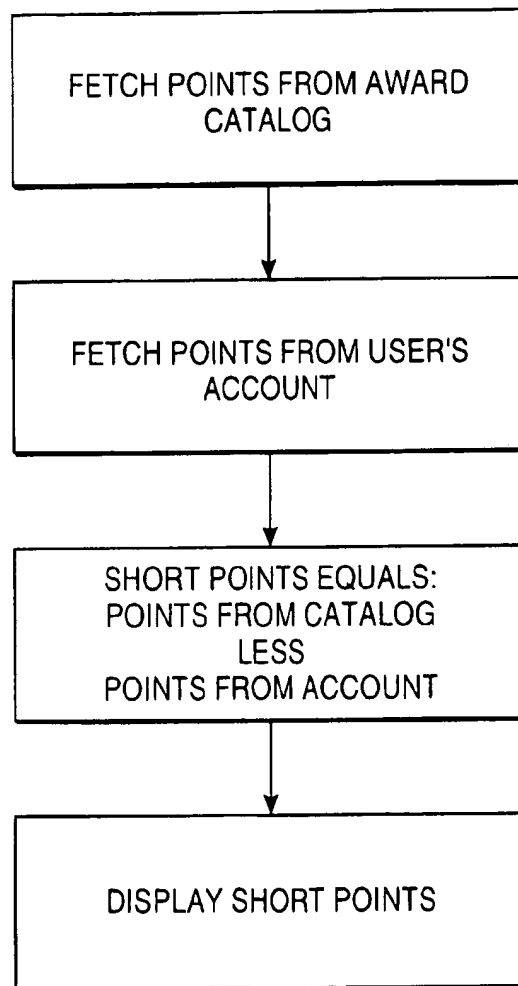 FETCH POINTS FROM AWARD
CATALOG
FETCH POINTS FROM USER'S
ACCOUNT
SHORT POINTS EQUALS:
POINTS FROM CATALOG
LESS
POINTS FROM ACCOUNT
DISPLAY SHORT POINTS